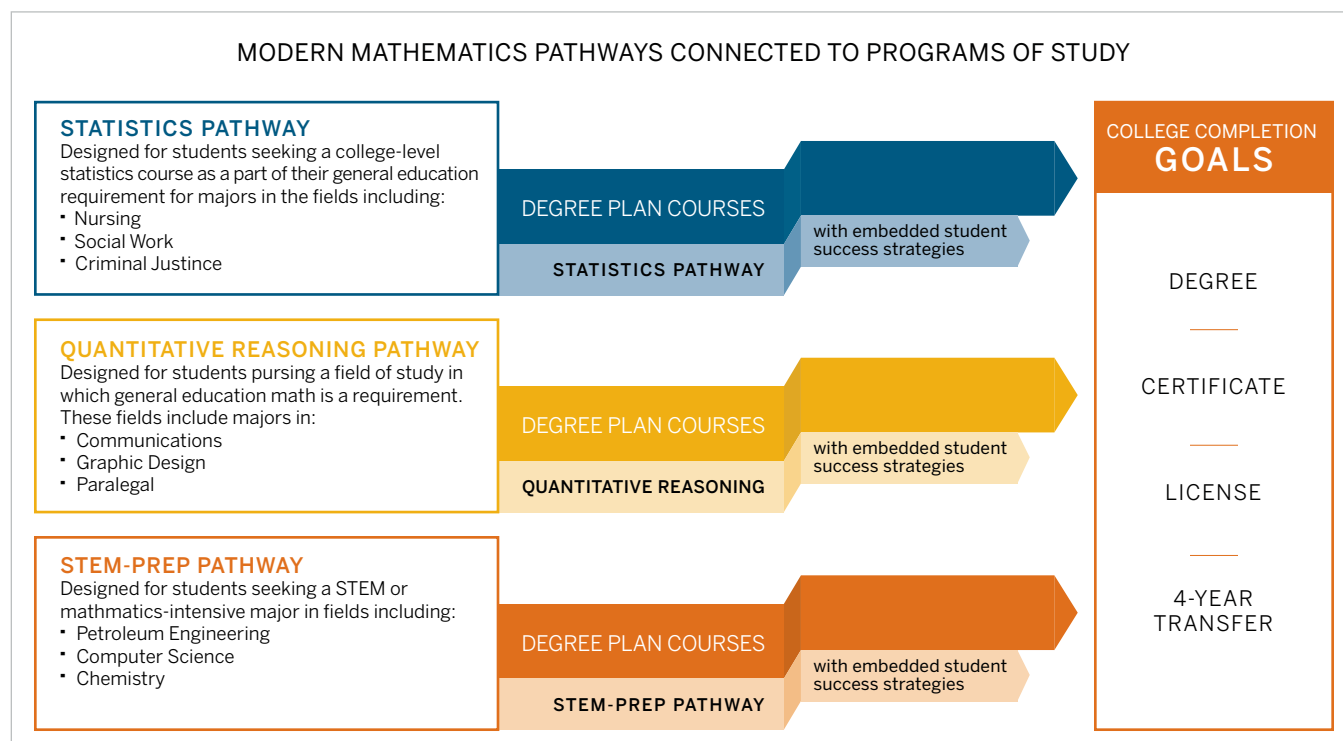 MODERN MATHEMATICS PATHWAYS CONNECTED TO PROGRAMS OF STUDY
STATISTICS PATHWAY
Designed for students seeking a college-level
statistics course as a part of their general education
requirement for majors in the fields including:
▪ Nursing
▪ Social Work
▪ Criminal Justince
DEGREE PLAN COURSES
STATISTICS PATHWAY
with embedded student
success strategies
QUANTITATIVE REASONING PATHWAY
Designed for students pursing a field of study in
which general education math is a requirement.
These fields include majors in:
▪ Communications
▪ Graphic Design
▪ Paralegal
DEGREE PLAN COURSES
QUANTITATIVE REASONING
with embedded student
success strategies
STEM-PREP PATHWAY
Designed for students seeking a STEM or
mathmatics-intensive major in fields including:
▪ Petroleum Engineering
▪ Computer Science
▪ Chemistry
DEGREE PLAN COURSES
STEM-PREP PATHWAY
with embedded student
success strategies
COLLEGE COMPLETION
GOALS
DEGREE
CERTIFICATE
LICENSE
4-YEAR
TRANSFER